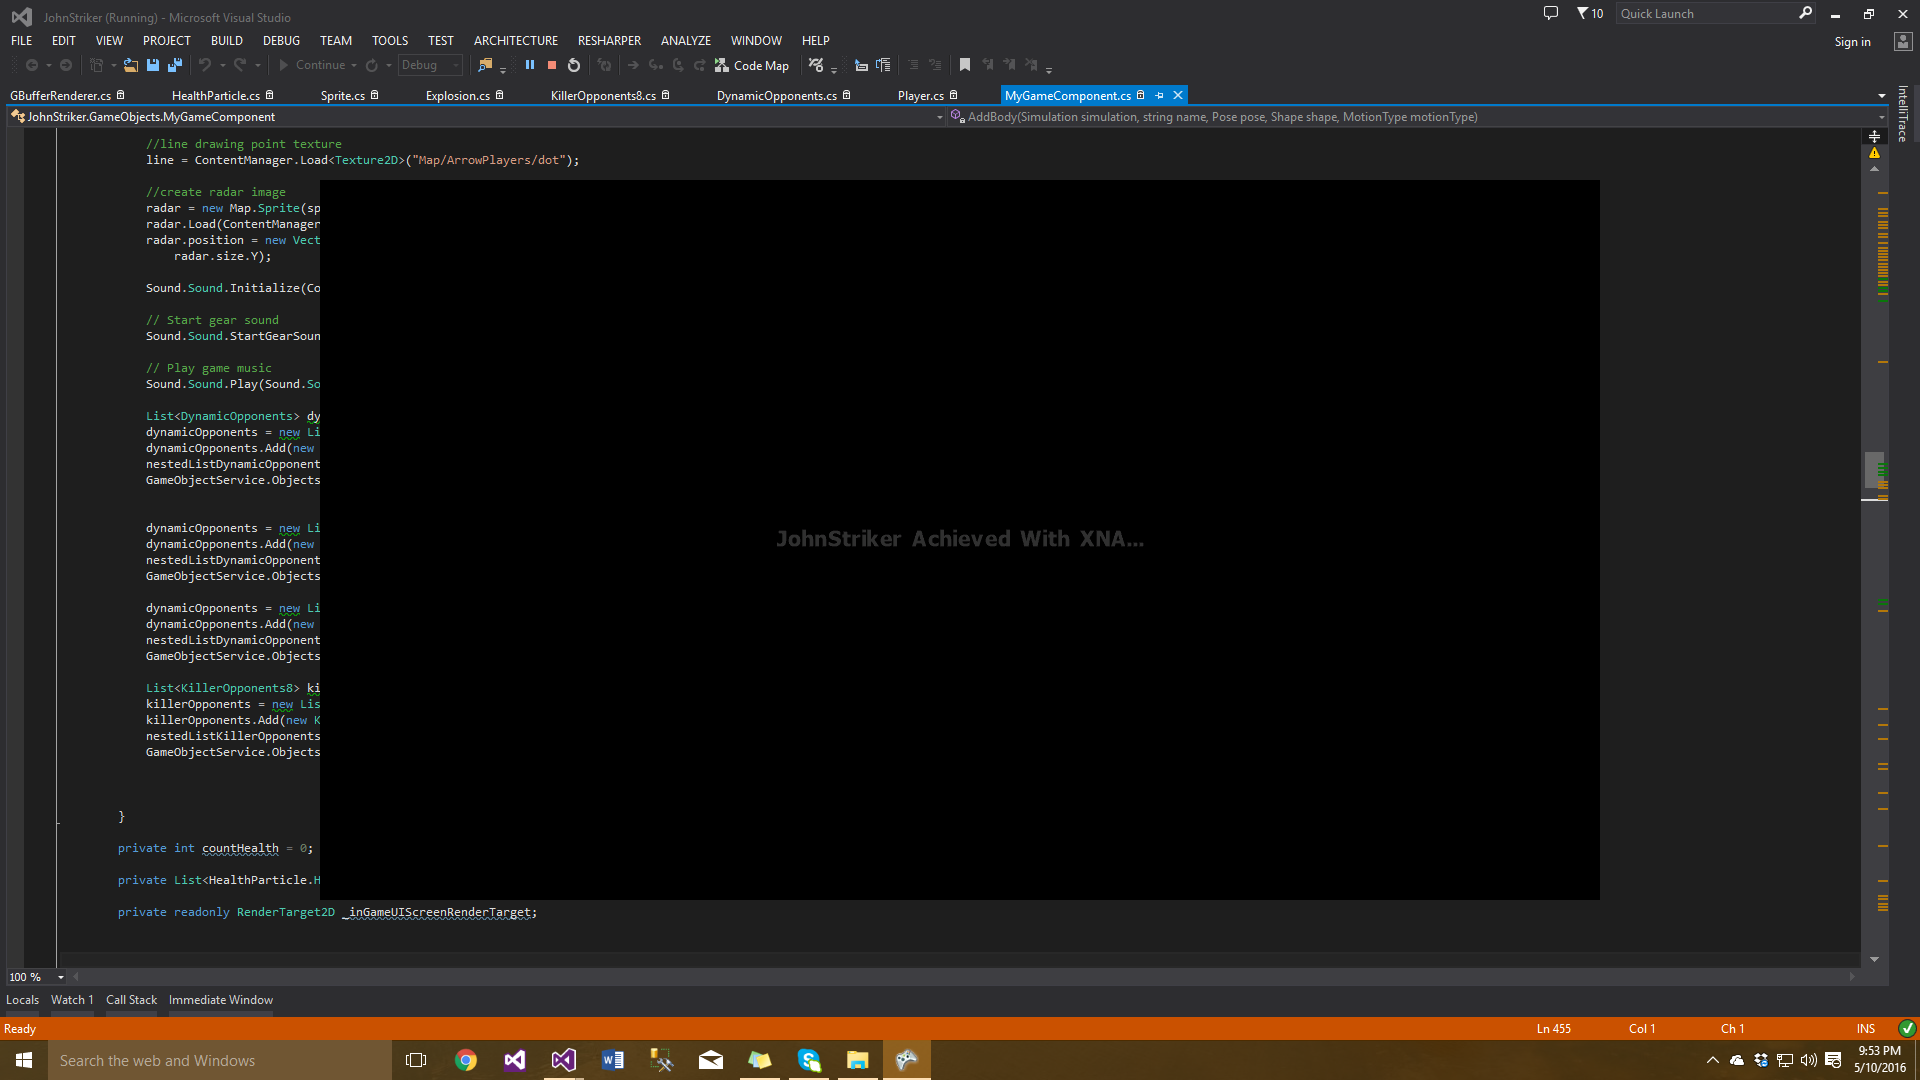 JohnStriker (Running) - Microsoft Visual Studio
10
Quick Launch
FILE EDIT VIEW PROJECT BUILD DEBUG TEAM TOOLS TEST ARCHITECTURE RESHARPER ANALYZE WINDOW HELP
Sign in
Continue
Debug
Code Map
GBufferRenderer.cs HealthParticle.cs Sprite.cs Explosion.cs KillerOpponents8.cs DynamicOpponents.cs Player.cs MyGameComponent.cs
IntelliTrace
JohnStriker.GameObjects.MyGameComponent
AddBody(Simulation simulation, string name, Pose pose, Shape shape, MotionType motionType)
//line drawing point texture
line = ContentManager.Load<Texture2D>("Map/ArrowPlayers/dot");
//create radar image
radar = new Map.Sprite(sp
radar.Load(ContentManager
radar.position = new Vect
radar.size.Y);
Sound.Sound.Initialize(Co
// Start gear sound
Sound.Sound.StartGearSoun
// Play game music
Sound.Sound.Play(Sound.So
List<DynamicOpponents> dy
dynamicOpponents = new Li
dynamicOpponents.Add(new
nestedListDynamicOpponent
GameObjectService.Objects
dynamicOpponents = new Li
JohnStriker Achieved With XNA...
dynamicOpponents.Add(new
nestedListDynamicOpponent
GameObjectService.Objects
dynamicOpponents = new Li
dynamicOpponents.Add(new
nestedListDynamicOpponent
GameObjectService.Objects
List<KillerOpponents8> ki
killerOpponents = new Lis
killerOpponents.Add(new K
nestedListKillerOpponents
GameObjectService.Objects
}
private int countHealth = 0;
private List<HealthParticle.H
private readonly RenderTarget2D _inGameUIScreenRenderTarget;
100 %
Locals Watch 1 Call Stack Immediate Window
Ready
Ln 455 Col 1 Ch 1 INS
Search the web and Windows
9:53 PM
5/10/2016